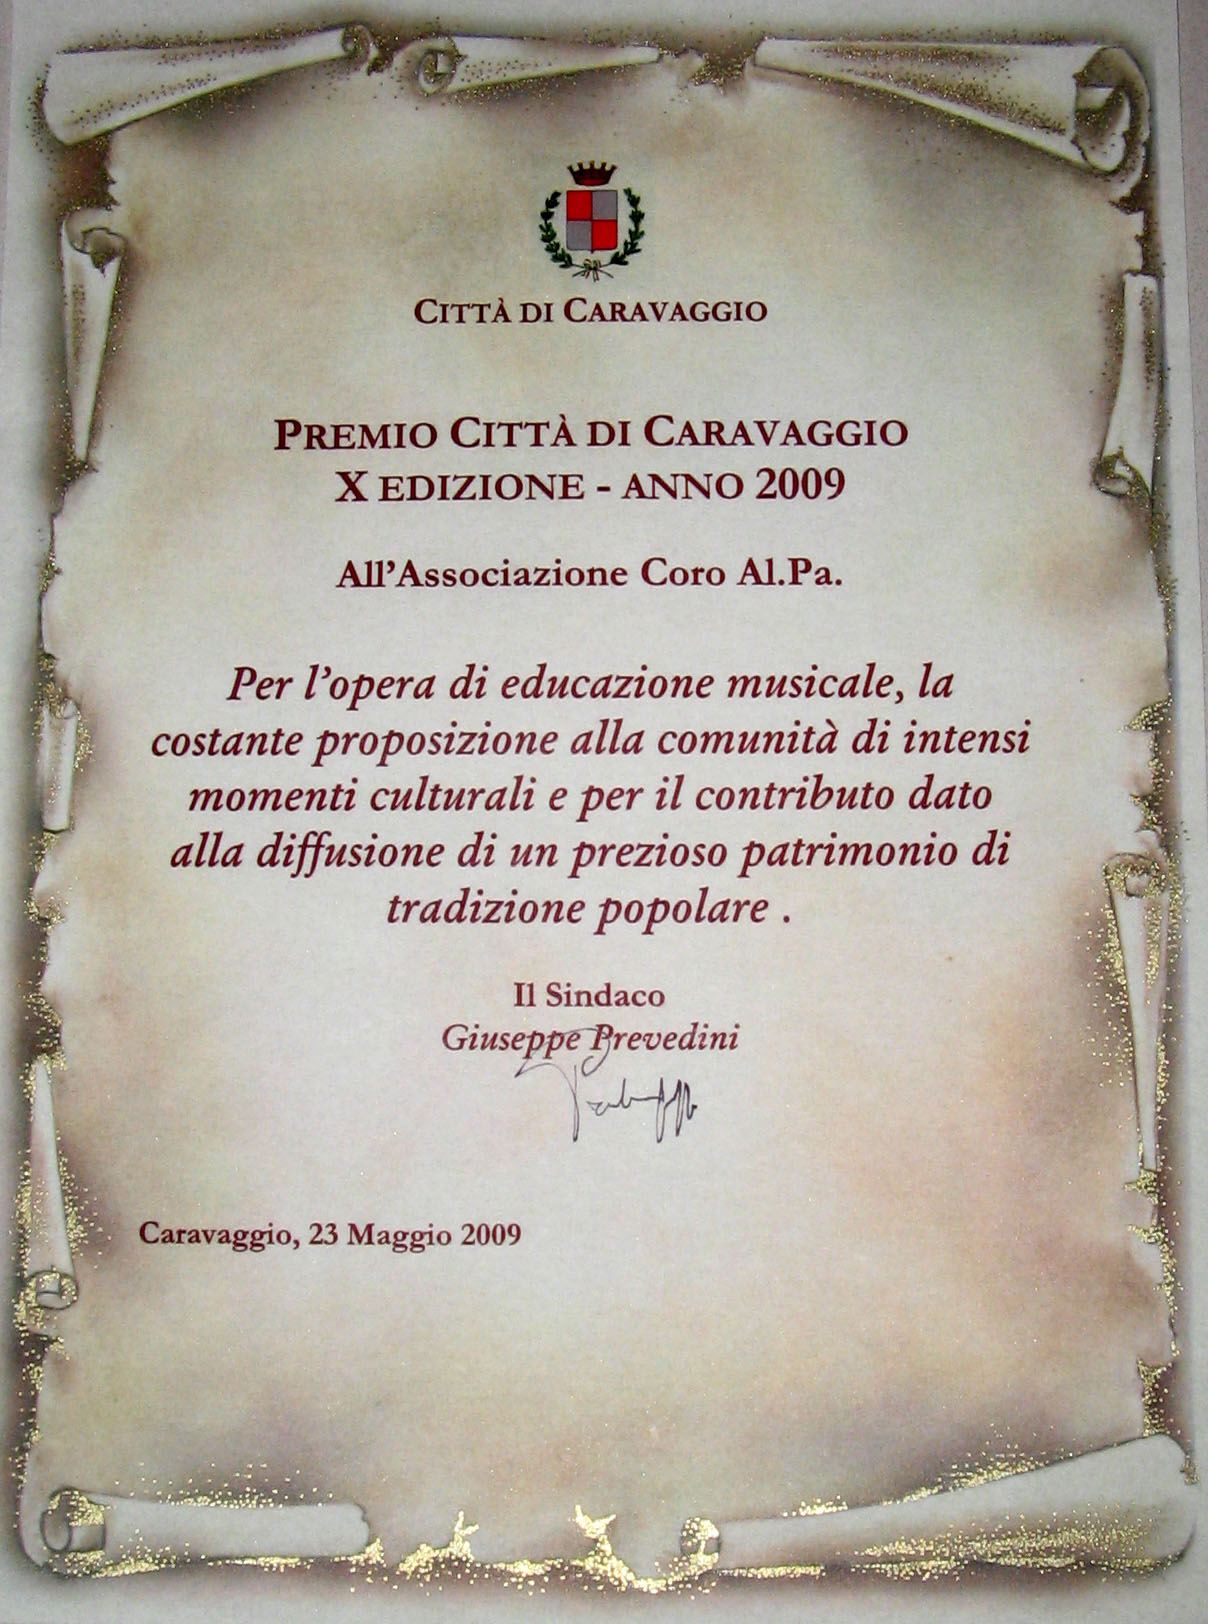 CITTÀ DI CARAVAGGIO
PREMIO CITTÀ DI CARAVAGGIO
X EDIZIONE - ANNO 2009
All'Associazione Coro Al.Pa.
Per l'opera di educazione musicale, la
costante proposizione alla comunità di intensi
momenti culturali e per il contributo dato
alla diffusione di un prezioso patrimonio di
tradizione popolare .
Il Sindaco
Giuseppe Prevedini
Caravaggio, 23 Maggio 2009